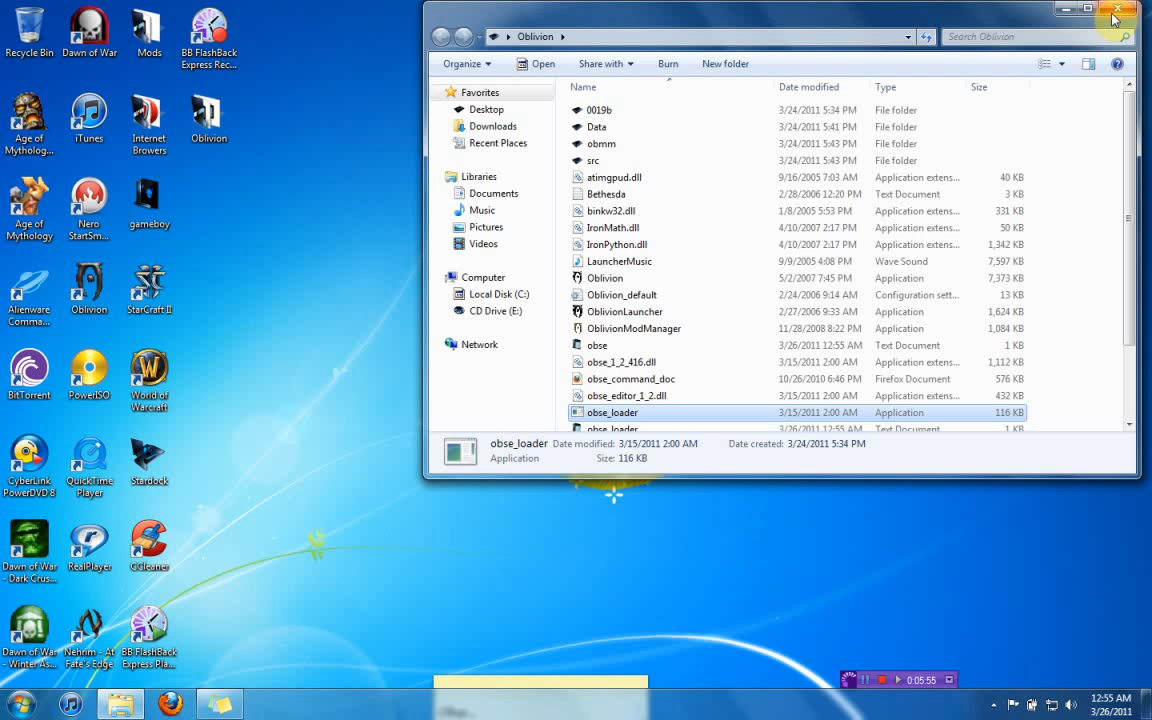 Recycle Bin
Dawn of War
Mods
BB FlashBack
Express Rec...
Age of
Mytholog...
iTunes
Internet
Browers
Oblivion
Age of
Mythology
Nero
StartSm...
gameboy
Alienware
Comma...
Oblivion
StarCraft II
BitTorrent
PowerISO
World of
Warcraft
CyberLink
PowerDVD 8
QuickTime
Player
Stardock
Dawn of War
- Dark Crus...
RealPlayer
CCleaner
Dawn of War
- Winter As...
Nehrim - At
Fate's Edge
BB FlashBack
Express Pla...
Oblivion
Search Oblivion
Organize Open Share with Burn New folder
Favorites
Desktop
Downloads
Recent Places
Libraries
Documents
Music
Pictures
Videos
Computer
Local Disk (C:)
CD Drive (E:)
Network
Name Date modified Type Size
0019b 3/24/2011 5:34 PM File folder
Data 3/24/2011 5:41 PM File folder
obmm 3/24/2011 5:43 PM File folder
src 3/24/2011 5:43 PM File folder
atimgpud.dll 9/16/2005 7:03 AM Application extens... 40 KB
Bethesda 2/28/2006 12:20 PM Text Document 3 KB
binkw32.dll 1/8/2005 5:53 PM Application extens... 331 KB
IronMath.dll 4/10/2007 2:17 PM Application extens... 50 KB
IronPython.dll 4/10/2007 2:17 PM Application extens... 1,342 KB
LauncherMusic 9/9/2005 4:08 PM Wave Sound 7,597 KB
Oblivion 5/2/2007 7:45 PM Application 7,373 KB
Oblivion_default 2/24/2006 9:14 AM Configuration sett... 13 KB
OblivionLauncher 2/27/2006 9:33 AM Application 1,624 KB
OblivionModManager 11/28/2008 8:22 PM Application 1,084 KB
obse 3/26/2011 12:55 AM Text Document 1 KB
obse_1_2_416.dll 3/15/2011 2:00 AM Application extens... 1,112 KB
obse_command_doc 10/26/2010 6:46 PM Firefox Document 576 KB
obse_editor_1_2.dll 3/15/2011 2:00 AM Application extens... 432 KB
obse_loader 3/15/2011 2:00 AM Application 116 KB
obse_loader 3/26/2011 12:55 AM Text Document 1 KB
obse_loader Date modified: 3/15/2011 2:00 AM Date created: 3/24/2011 5:34 PM
Application Size: 116 KB
0:05:55
12:55 AM
3/26/2011